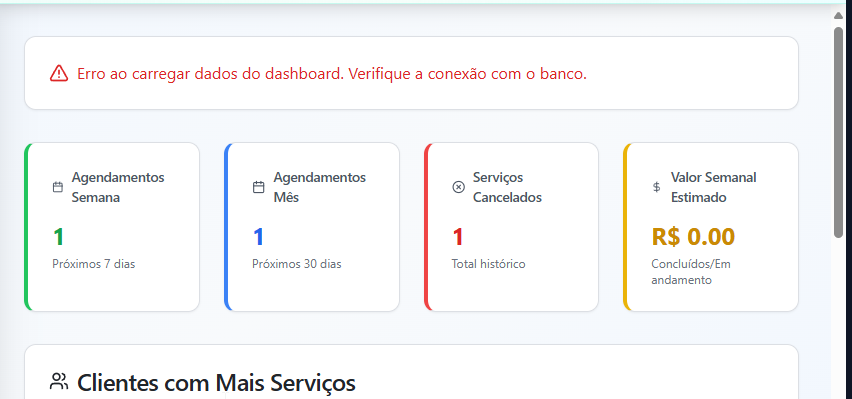 Erro ao carregar dados do dashboard. Verifique a conexão com o banco.
Agendamentos
Semana
1
Próximos 7 dias
Agendamentos
Mês
1
Próximos 30 dias
Serviços
Cancelados
1
Total histórico
Valor Semanal
Estimado
R$ 0.00
Concluídos/Em
andamento
Clientes com Mais Serviços